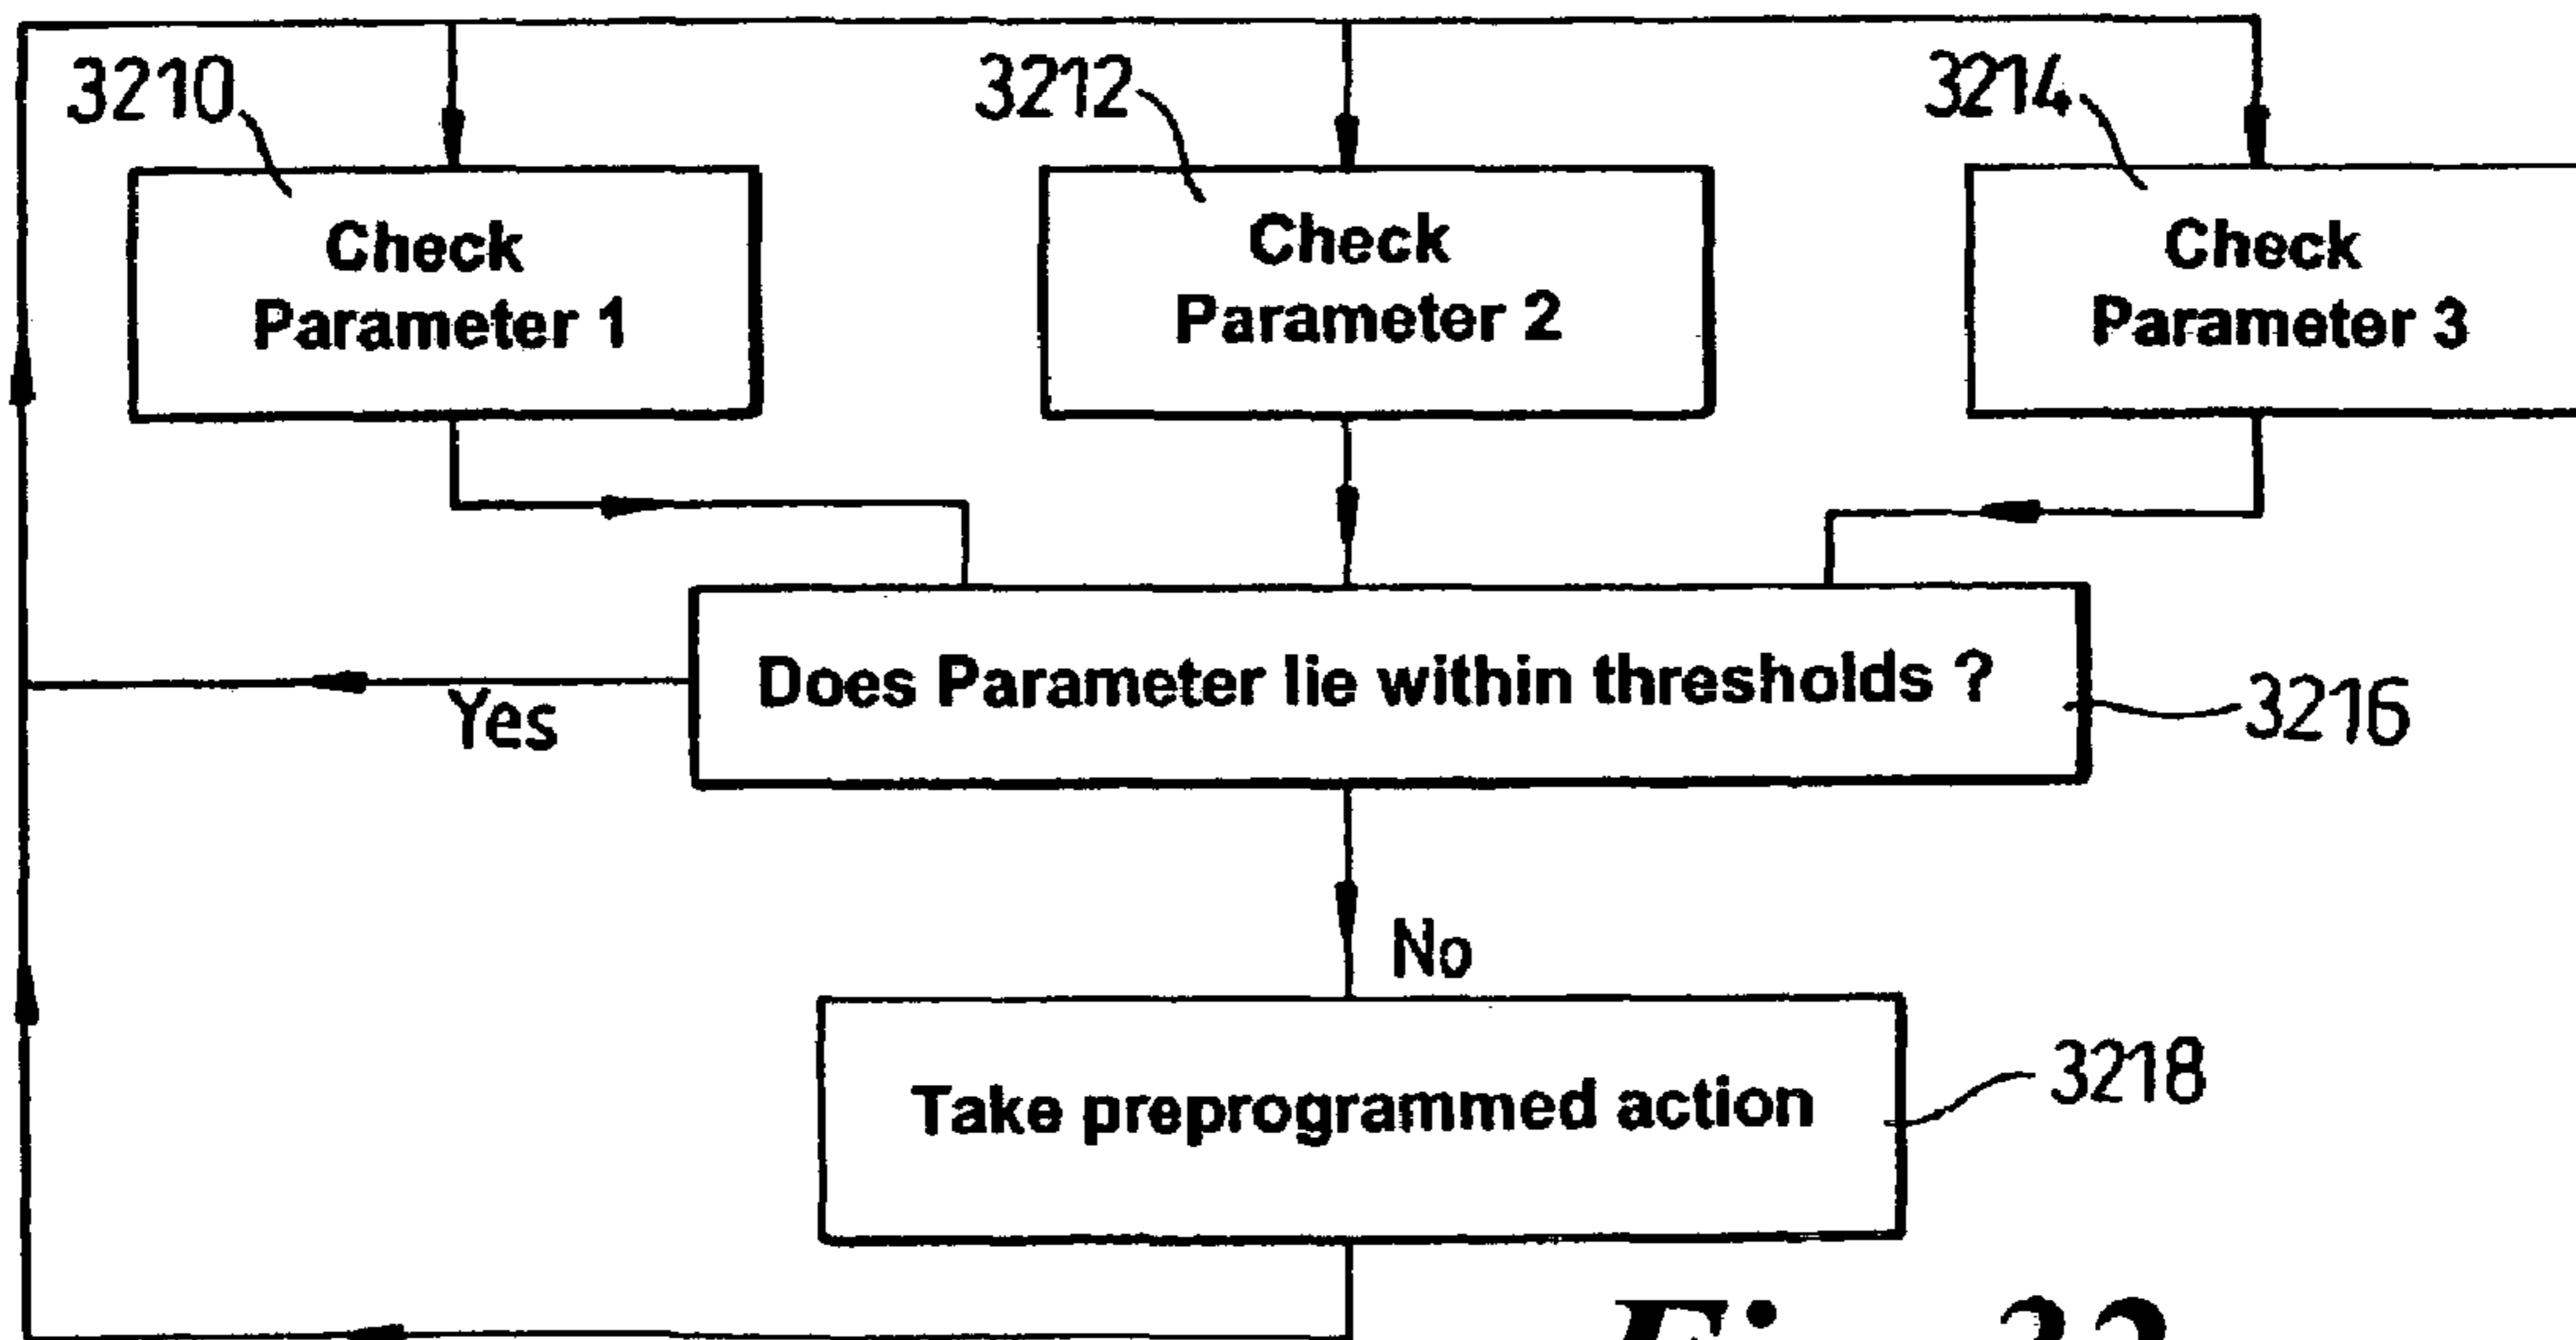 3210
3212
3214
Check
Parameter 1
Check
Parameter 2
Check
Parameter 3
Does Parameter lie within thresholds ?
3216
Yes
No
Take preprogrammed action
3218